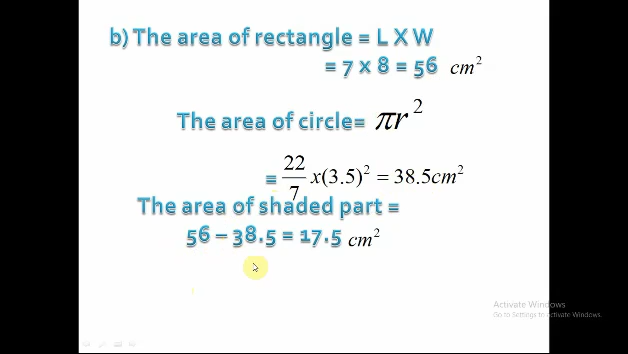 b) The area of rectangle = L X W
= 7 x 8 = 56 cm²
The area of circle= πr²
= 22/7 x(3.5)² = 38.5cm²
The area of shaded part =
56 – 38.5 = 17.5 cm²
Activate Windows
Go to Settings to activate Windows.